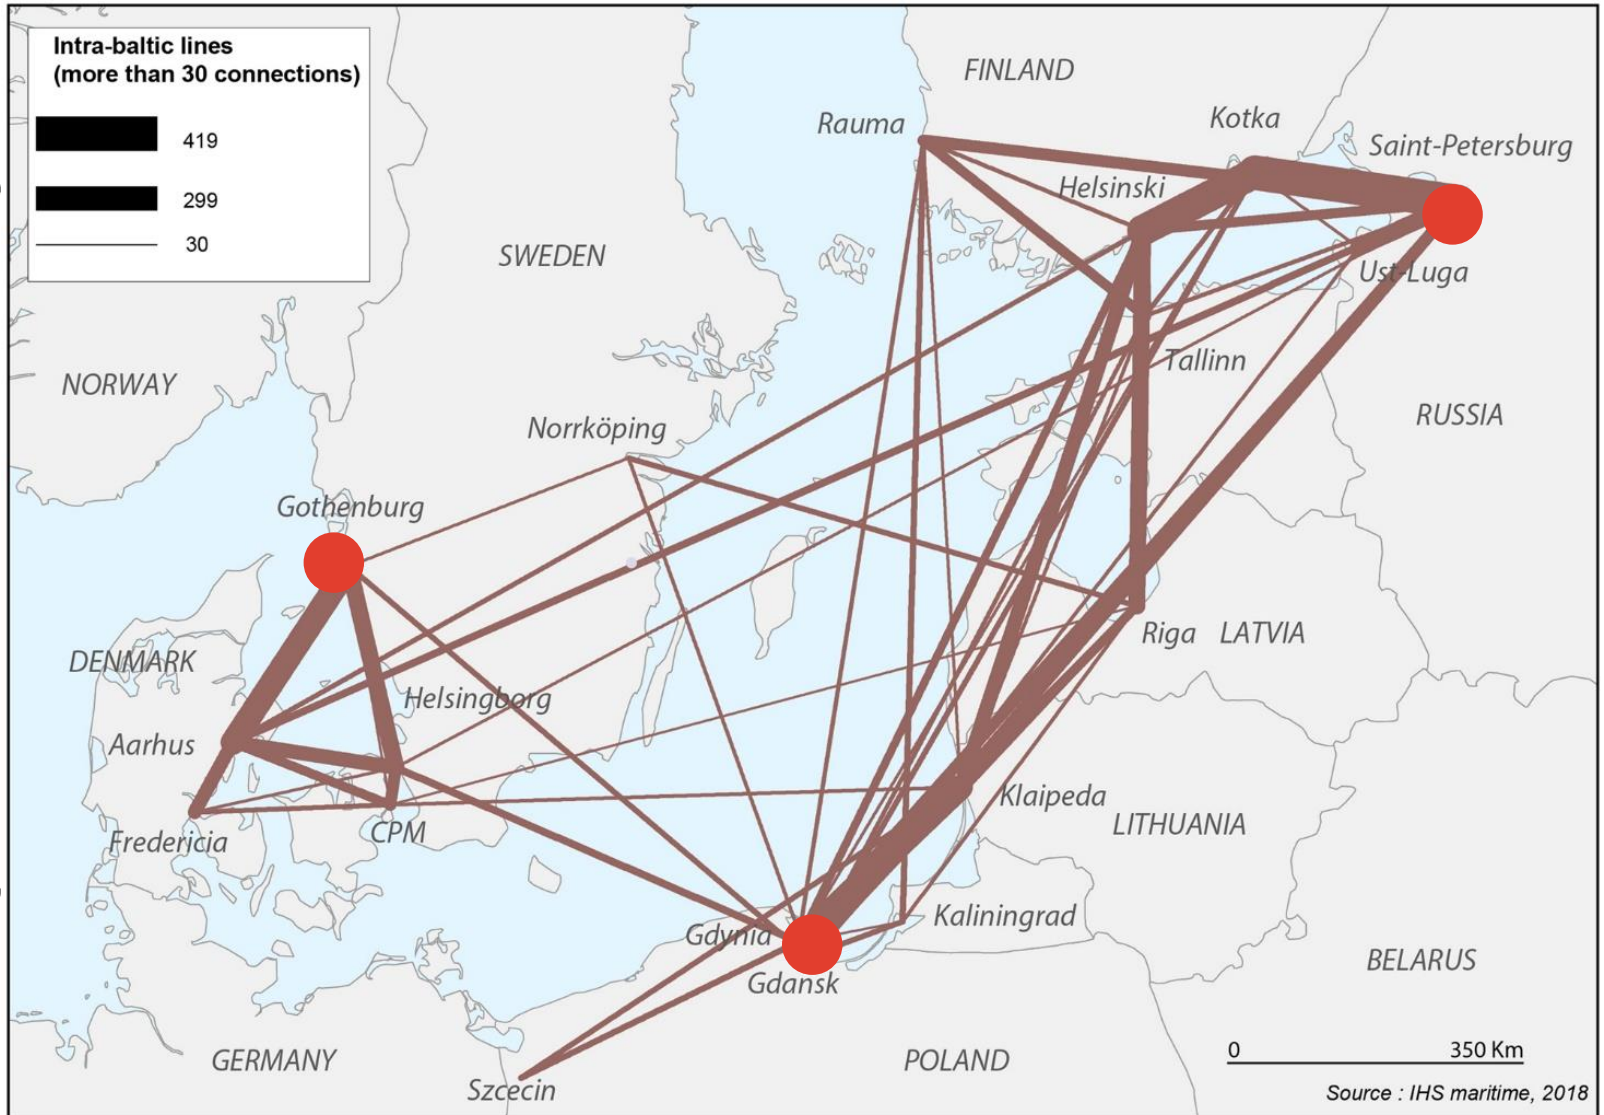 Intra-baltic lines
(more than 30 connections)
419
299
30
FINLAND
Rauma
Kotka
Saint-Petersburg
Helsinski
SWEDEN
Ust-Luga
NORWAY
Tallinn
RUSSIA
Norrköping
Gothenburg
Riga LATVIA
DENMARK
Helsingborg
Aarhus
Klaipeda
LITHUANIA
Fredericia
CPM
Kaliningrad
Gdynia
BELARUS
Gdansk
GERMANY
POLAND
0 350 Km
Szcecin
Source : IHS maritime, 2018